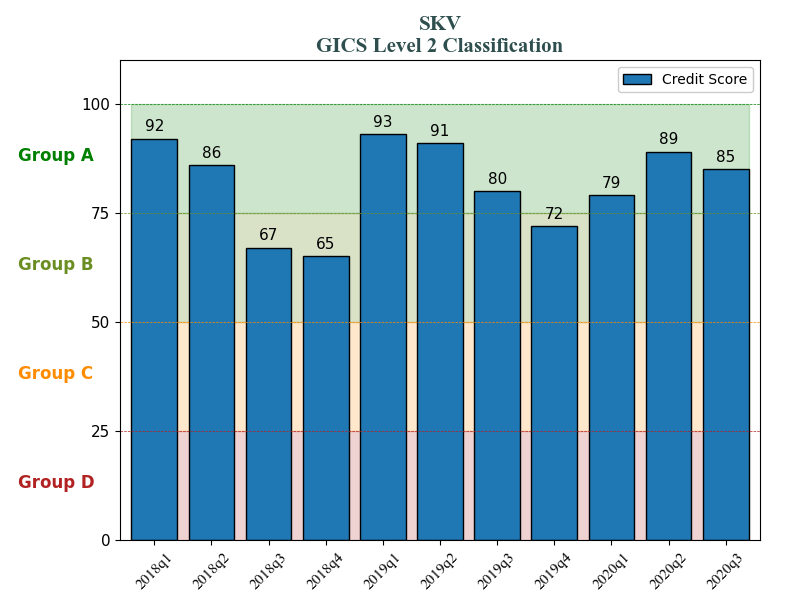 SKV
GICS Level 2 Classification
Credit Score
100
75
50
25
0
Group A
Group B
Group C
Group D
92
86
67
65
93
91
80
72
79
89
85
2018q1
2018q2
2018q3
2018q4
2019q1
2019q2
2019q3
2019q4
2020q1
2020q2
2020q3